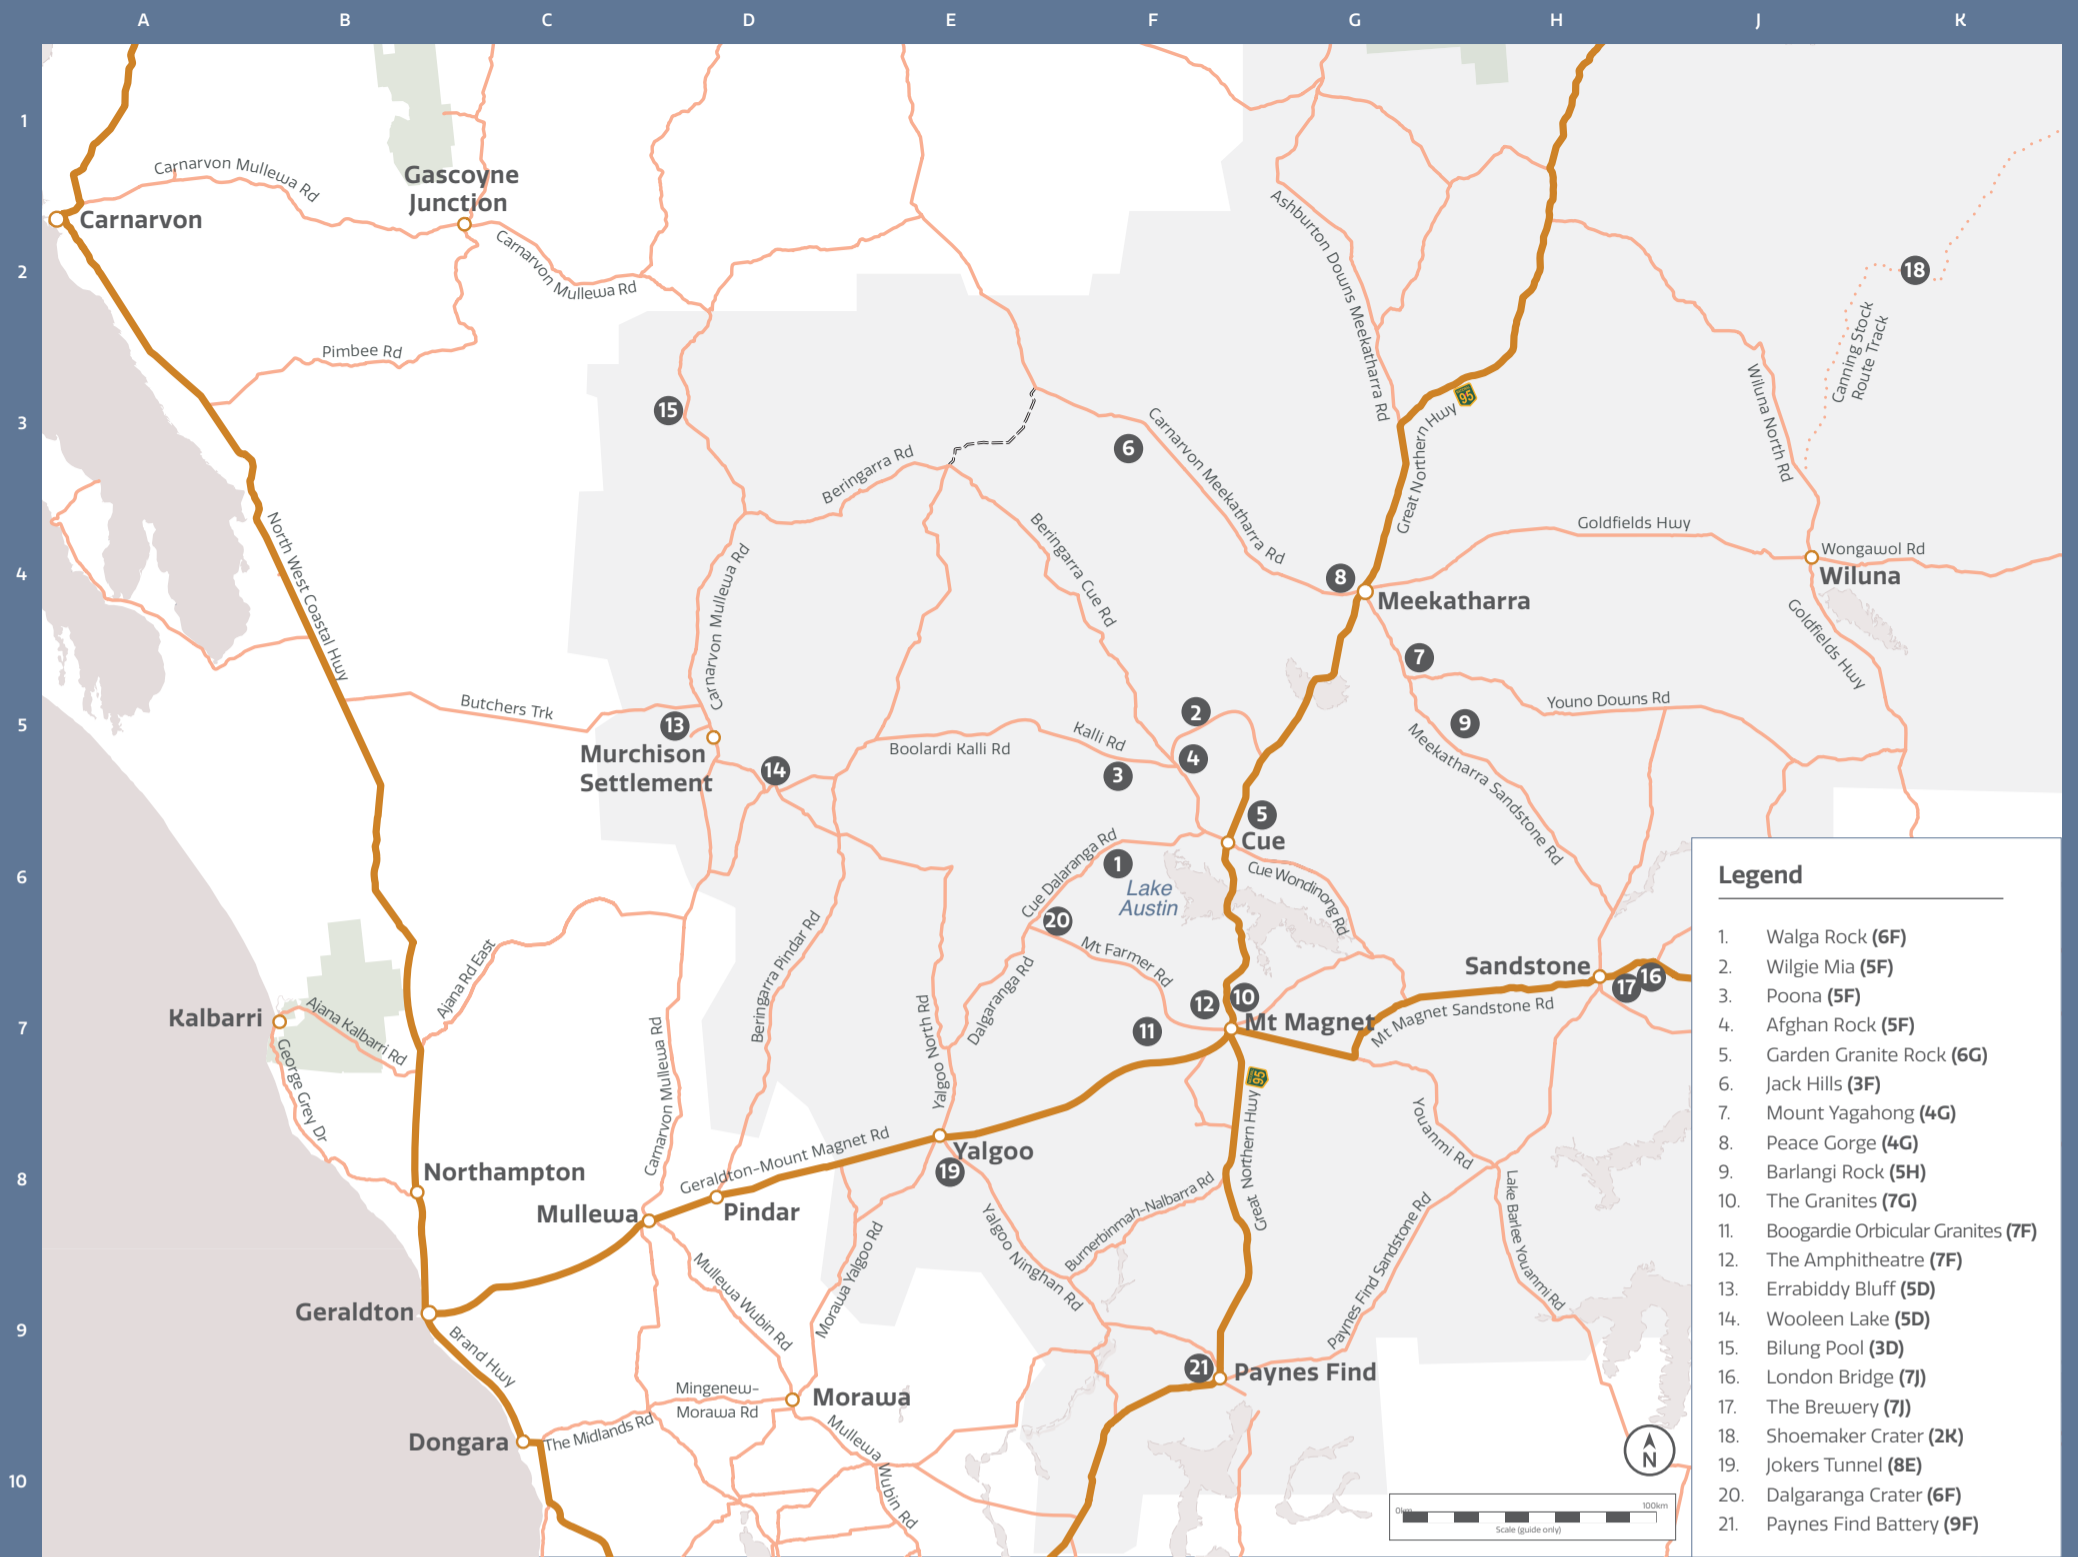 A B C D E F G H J K
1
2
3
4
5
6
7
8
9
10
Carnarvon Mullewa Rd
Gascoyne
Junction
Carnarvon
Carnarvon Mullewa Rd
Pimbee Rd
Ashburton Downs Meekatharra Rd
18
Canning Stock
Route Track
Wiluna North Rd
95
Great Northern Hwy
15
6
Carnarvon Meekatharra Rd
Beringarra Rd
Beringarra Cue Rd
North West Coastal Hwy
Carnarvon Mullewa Rd
Goldfields Hwy
Wongawol Rd
Wiluna
Goldfields Hwy
8
Meekatharra
7
Youno Downs Rd
9
Meekatharra Sandstone Rd
Butchers Trk
13
Murchison
Settlement
14
Boolardi Kalli Rd
Kalli Rd
2
4
3
5
Cue
Cue Dalaranga Rd
1
Lake
Austin
Cue Wondinong Rd
20
Mt Farmer Rd
Dalgaranga Rd
Beringarra Pindar Rd
Yalgoo North Rd
Ajana Rd East
Kalbarri
Ajana Kalbarri Rd
George Grey Dr
Carnarvon Mullewa Rd
Sandstone
17
16
12
10
Mt Magnet
11
Mt Magnet Sandstone Rd
95
Great Northern Hwy
Youanmi Rd
Northampton
Mullewa
Pindar
Geraldton-Mount Magnet Rd
Yalgoo
19
Burnerbinmah-Nalbarra Rd
Yalgoo Ninghan Rd
Morawa Yalgoo Rd
Mullewa Wubin Rd
Paynes Find Sandstone Rd
Lake Barlee Youanmi Rd
Geraldton
Brand Hwy
21
Paynes Find
Mingenew-
Morawa Rd
Morawa
Dongara
The Midlands Rd
Mullewa Wubin Rd
N
0km
100km
Scale (guide only)
Legend
1. Walga Rock (6F)
2. Wilgie Mia (5F)
3. Poona (5F)
4. Afghan Rock (5F)
5. Garden Granite Rock (6G)
6. Jack Hills (3F)
7. Mount Yagahong (4G)
8. Peace Gorge (4G)
9. Barlangi Rock (5H)
10. The Granites (7G)
11. Boogardie Orbicular Granites (7F)
12. The Amphitheatre (7F)
13. Errabiddy Bluff (5D)
14. Wooleen Lake (5D)
15. Bilung Pool (3D)
16. London Bridge (7J)
17. The Brewery (7J)
18. Shoemaker Crater (2K)
19. Jokers Tunnel (8E)
20. Dalgaranga Crater (6F)
21. Paynes Find Battery (9F)